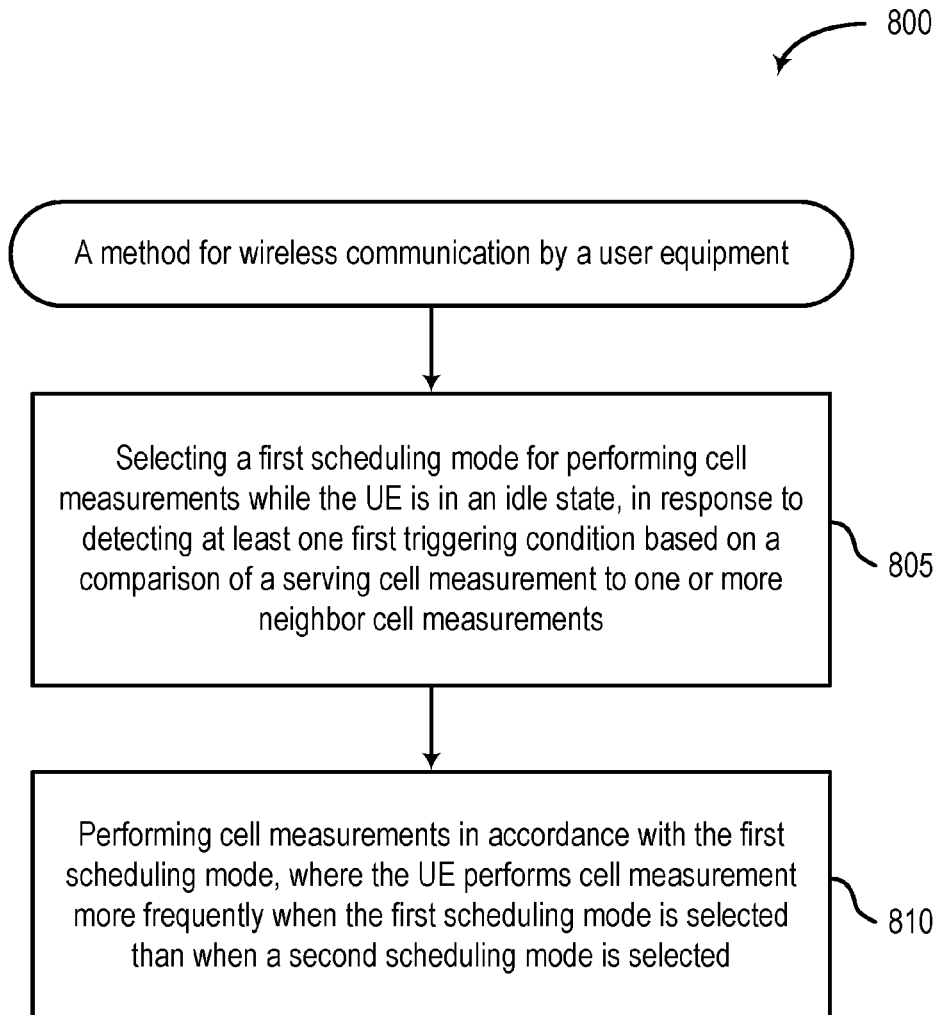 800
A method for wireless communication by a user equipment
Selecting a first scheduling mode for performing cell
measurements while the UE is in an idle state, in response to
detecting at least one first triggering condition based on a
comparison of a serving cell measurement to one or more
neighbor cell measurements
805
Performing cell measurements in accordance with the first
scheduling mode, where the UE performs cell measurement
more frequently when the first scheduling mode is selected
than when a second scheduling mode is selected
810